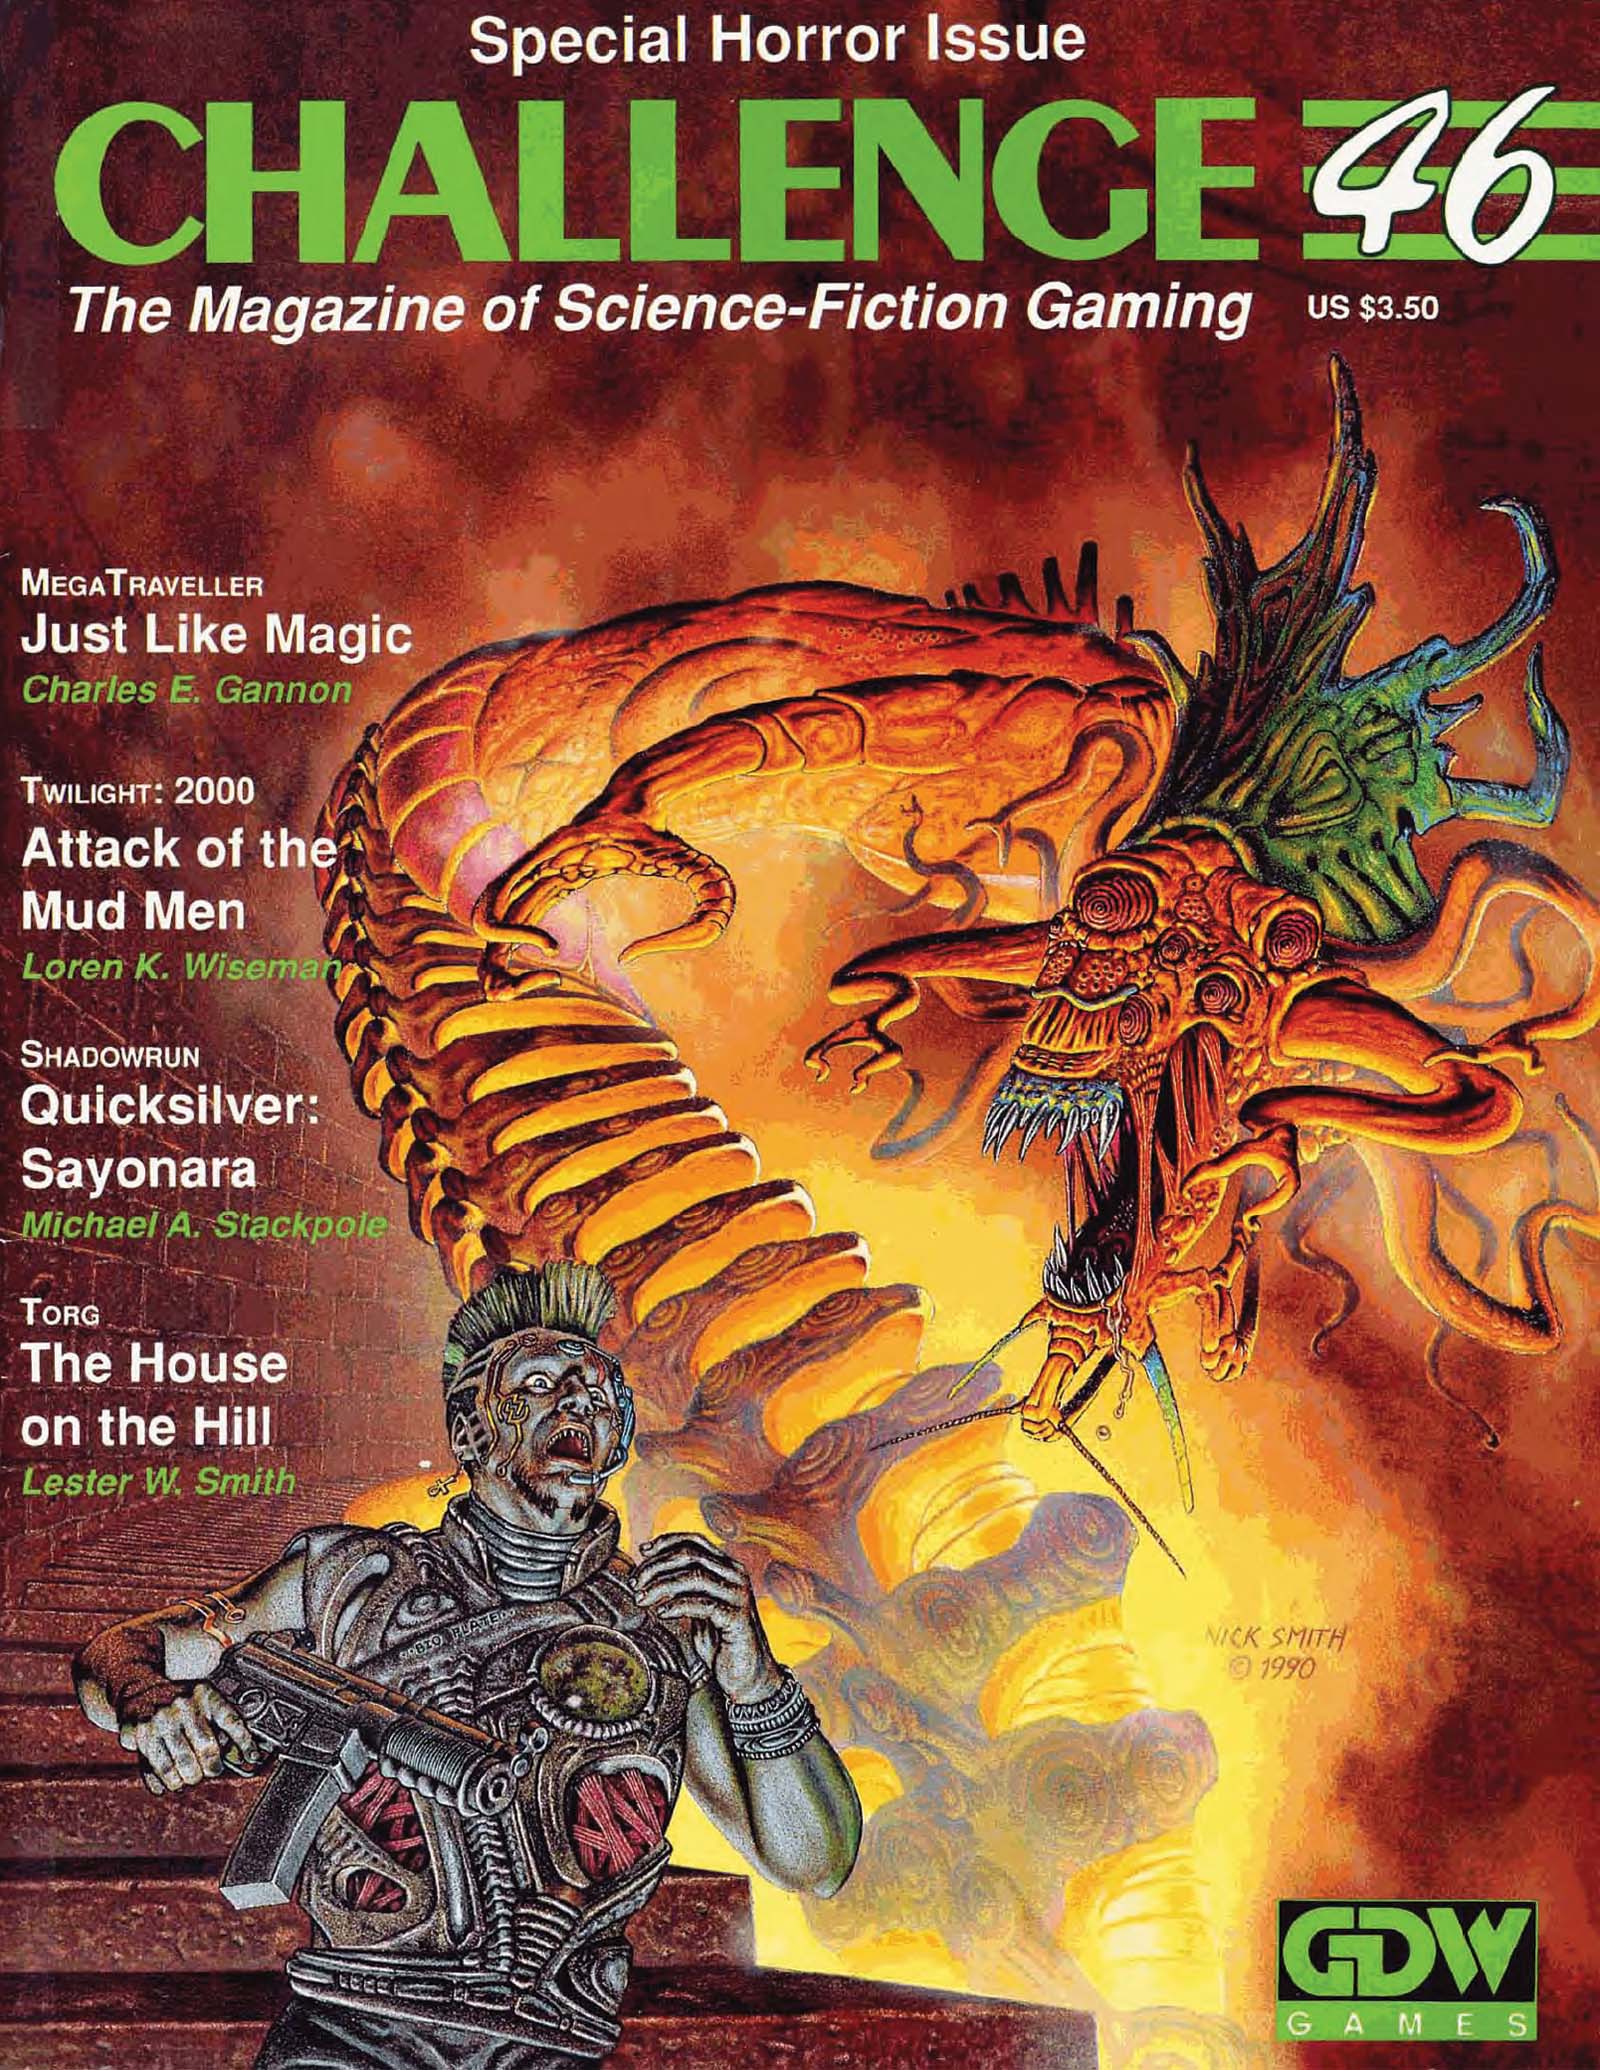 Special Horror Issue
CHALLENGE 46
The Magazine of Science-Fiction Gaming
US $3.50
MEGATRAVELLER
Just Like Magic
Charles E. Gannon
TWILIGHT: 2000
Attack of the
Mud Men
Loren K. Wiseman
SHADOWRUN
Quicksilver:
Sayonara
Michael A. Stackpole
TORG
The House
on the Hill
Lester W. Smith
BIO PLATE
NICK SMITH
© 1990
GDW
GAMES